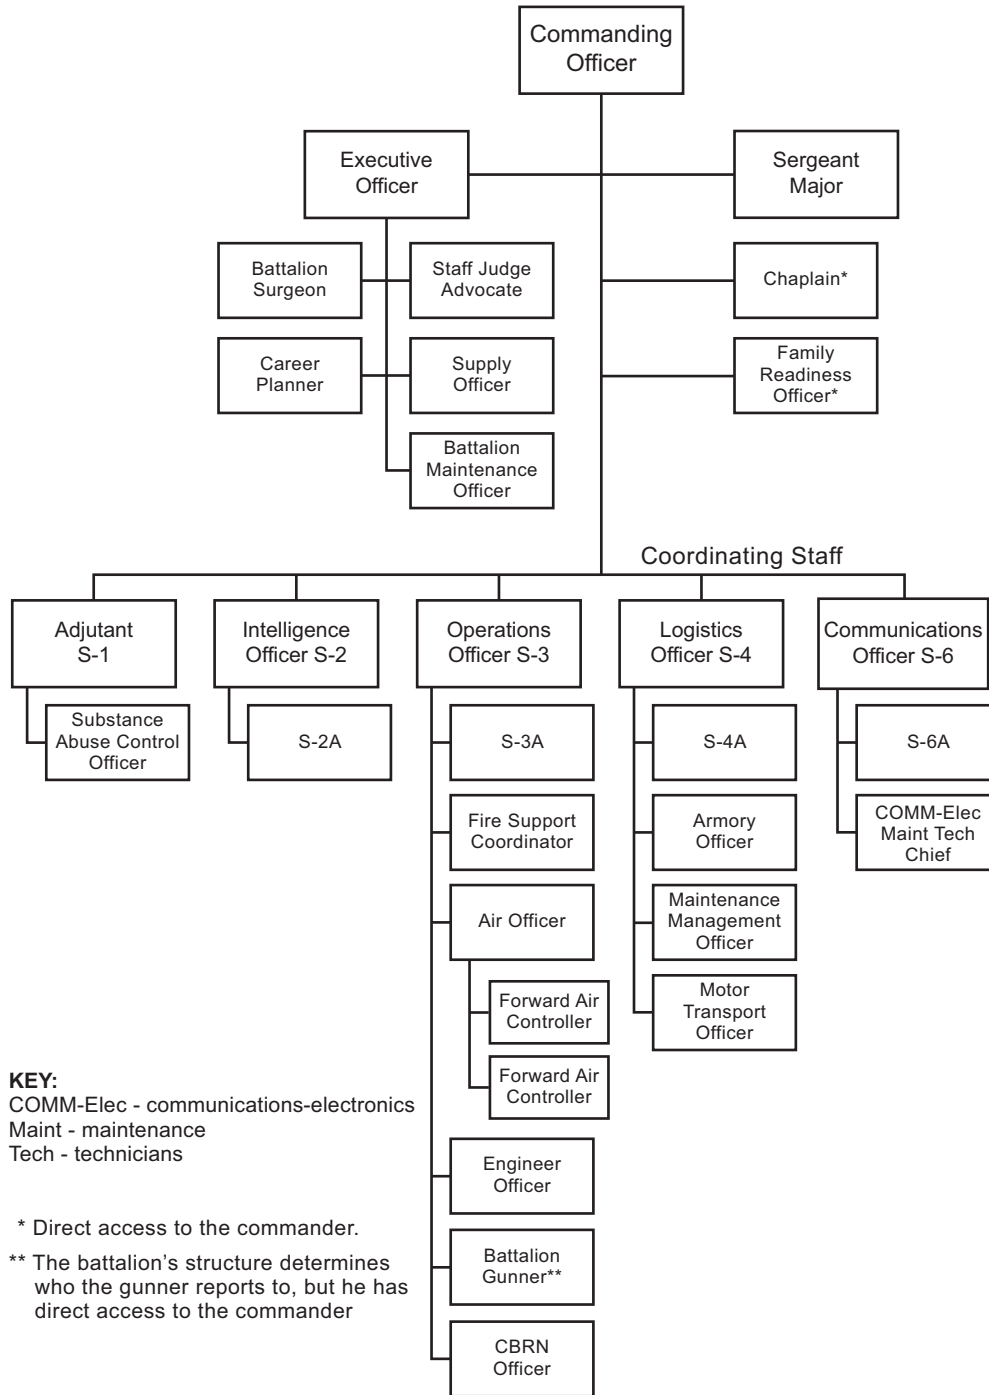 Commanding
Officer
Executive
Officer
Sergeant
Major
Battalion
Surgeon
Staff Judge
Advocate
Chaplain*
Career
Planner
Supply
Officer
Family
Readiness
Officer*
Battalion
Maintenance
Officer
Coordinating Staff
Adjutant
S-1
Intelligence
Officer S-2
Operations
Officer S-3
Logistics
Officer S-4
Communications
Officer S-6
Substance
Abuse Control
Officer
S-2A
S-3A
S-4A
S-6A
Fire Support
Coordinator
Armory
Officer
COMM-Elec
Maint Tech
Chief
Air Officer
Maintenance
Management
Officer
Forward Air
Controller
Motor
Transport
Officer
Forward Air
Controller
KEY:
COMM-Elec - communications-electronics
Maint - maintenance
Tech - technicians
Engineer
Officer
* Direct access to the commander.
** The battalion's structure determines
who the gunner reports to, but he has
direct access to the commander
Battalion
Gunner**
CBRN
Officer